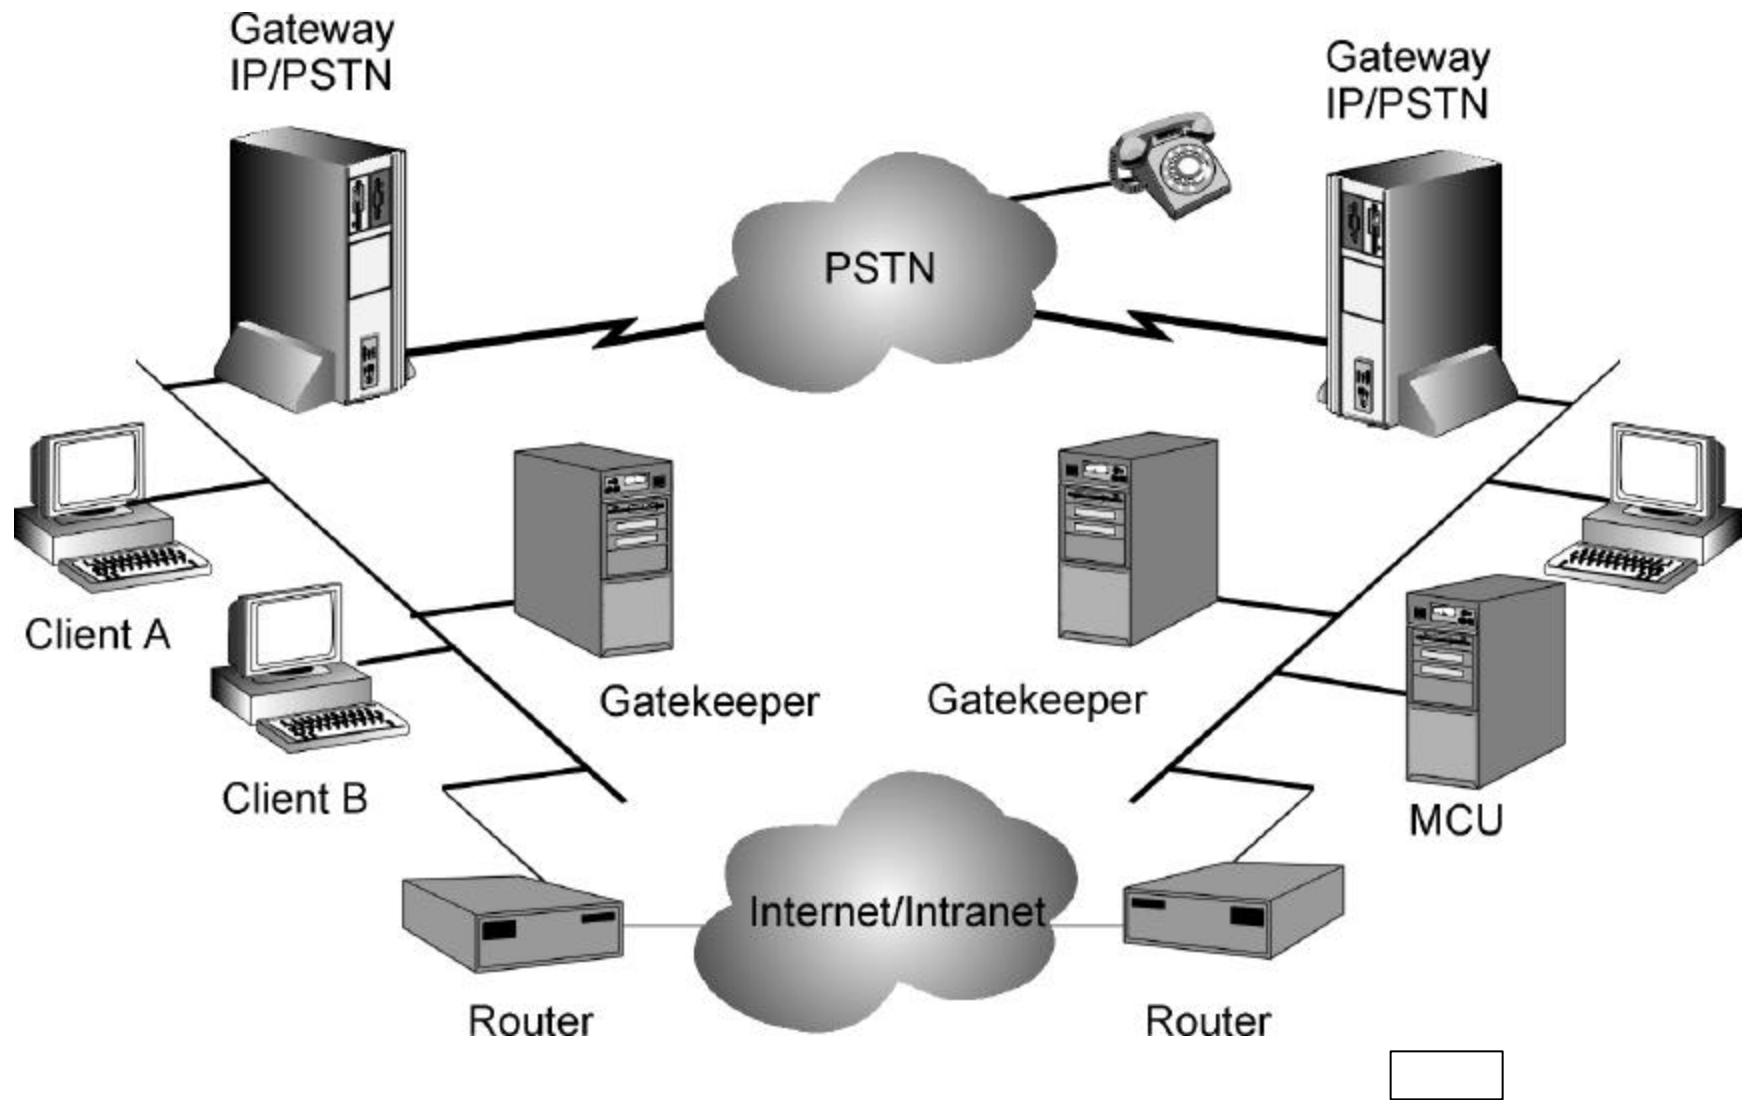 Gateway
IP/PSTN
Gateway
IP/PSTN
PSTN
Client A
Gatekeeper
Gatekeeper
Client B
MCU
Internet/Intranet
Router
Router